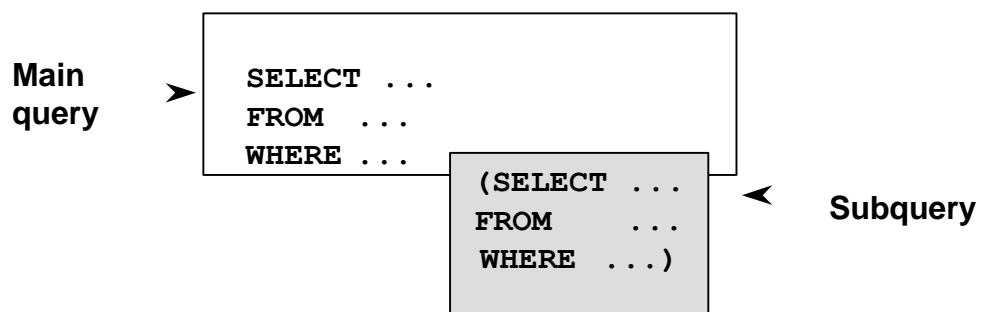 Main
query
SELECT ...
FROM ...
WHERE ...
(SELECT ...
FROM ...
WHERE ...)
Subquery